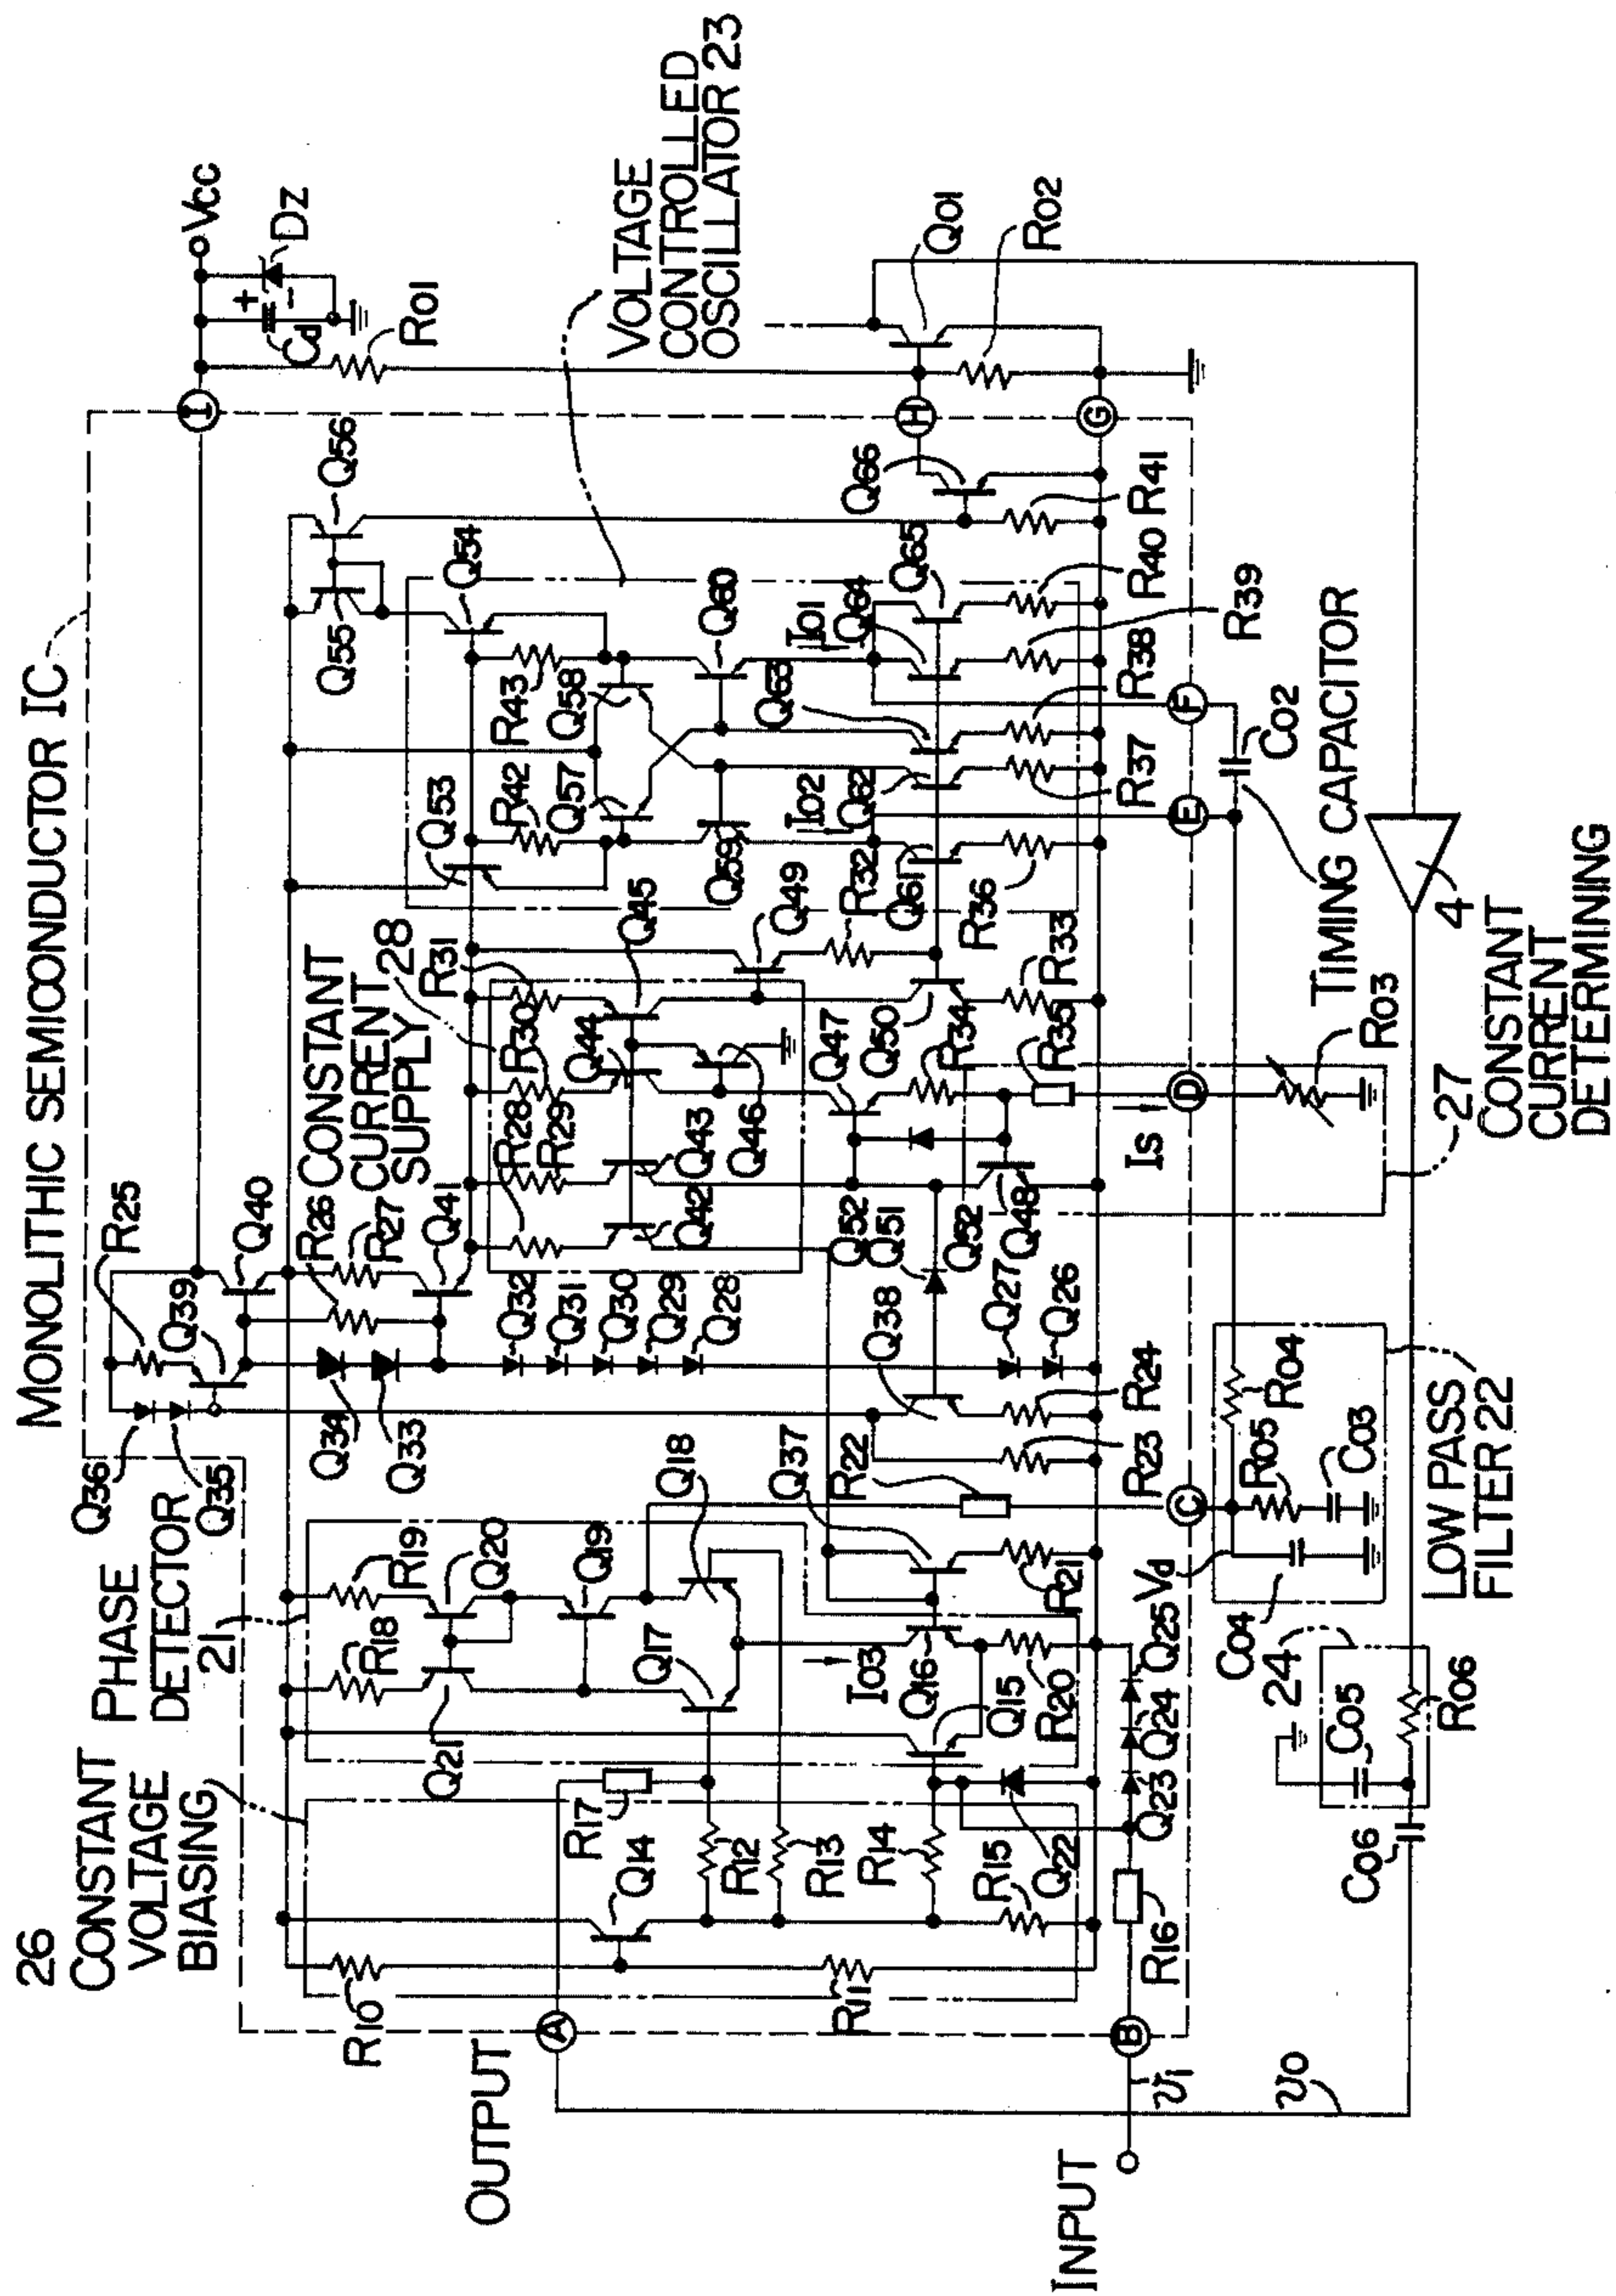 MONOLITHIC SEMICONDUCTOR IC
26
CONSTANT
VOLTAGE
BIASING
PHASE
DETECTOR
21
Q36
Q35
R25
Q39
Q40
Q34
Q33
R26
R27
Q41
CONSTANT
CURRENT
SUPPLY
28
R31
Q53
Q55
Q56
Q54
I
Vcc
Cd
+
-
Dz
R01
VOLTAGE
CONTROLLED
OSCILLATOR 23
R10
R18
R19
Q21
Q20
Q19
Q18
Q17
Q32
Q31
Q30
Q29
Q28
R28
R29
R30
Q44
Q45
Q42
Q43
Q46
R42
R43
Q57
Q58
Q59
Q60
Q49
R32
OUTPUT
A
R17
Q14
R12
R13
R14
R15
R11
Q22
I03
Q16
Q15
R20
Q37
R22
R21
Q38
Q52
Q51
Q52
Q48
Q47
Q50
R34
R35
R33
Q27
Q26
R23
R24
I02
I01
Q61
Q62
Q63
Q64
Q65
Q66
R36
R37
R38
R39
R40
R41
H
G
Q01
R02
INPUT
B
υi
R16
Q23
Q24
Q25
C
Vd
Is
D
E
F
C02
TIMING CAPACITOR
R03
27
CONSTANT
CURRENT
DETERMINING
C04
R05
R04
C03
LOW PASS
FILTER 22
24
C05
C06
R06
υo
4